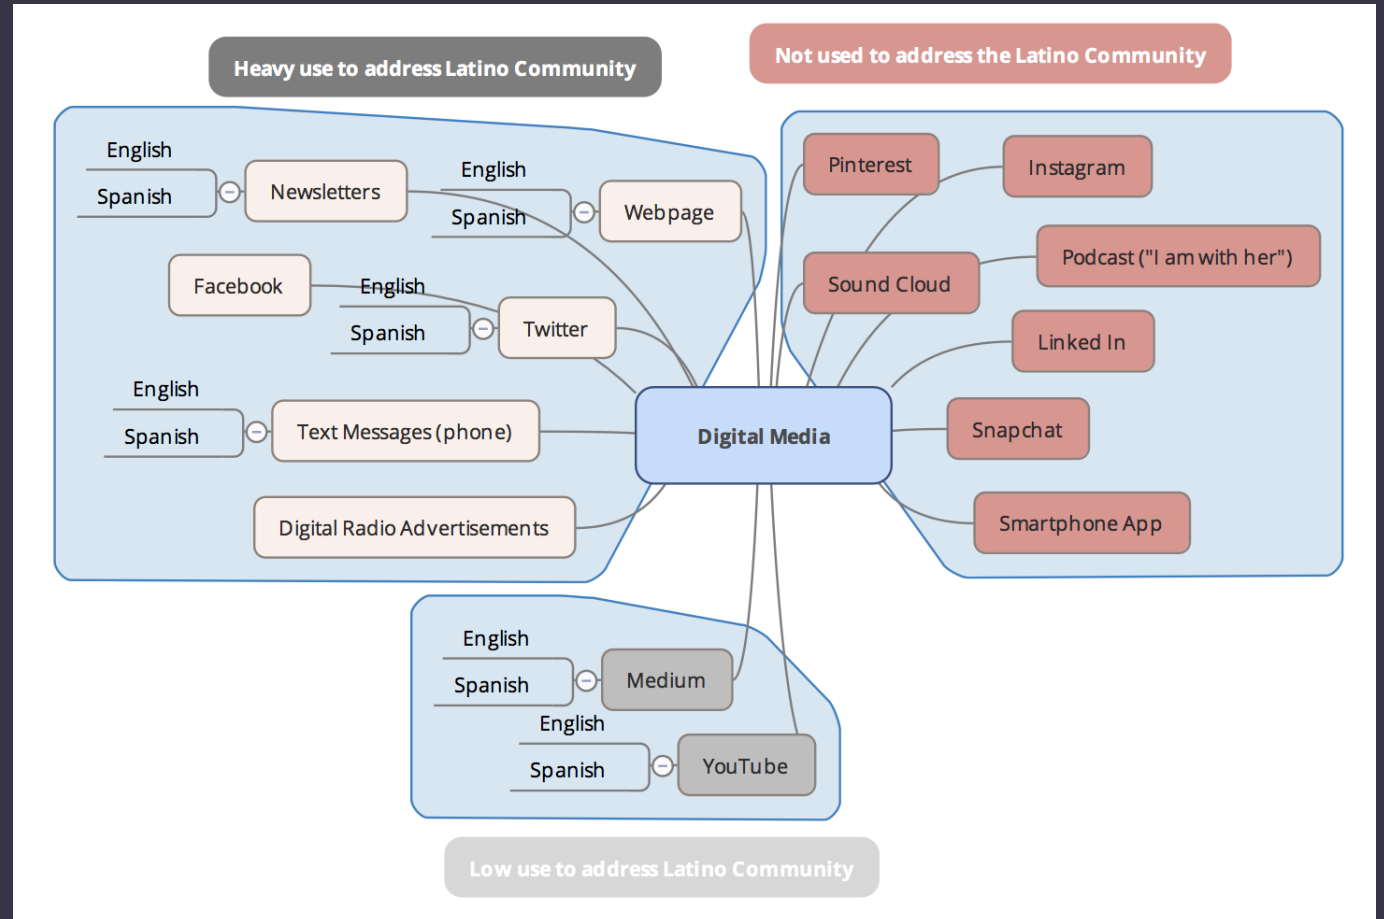 Heavy use to address Latino Community
Not used to address the Latino Community
English
Spanish
Newsletters
English
Spanish
Webpage
Facebook
English
Spanish
Twitter
English
Spanish
Text Messages (phone)
Digital Radio Advertisements
Digital Media
Pinterest
Instagram
Podcast ("I am with her")
Sound Cloud
Linked In
Snapchat
Smartphone App
English
Spanish
Medium
English
Spanish
YouTube
Low use to address Latino Community